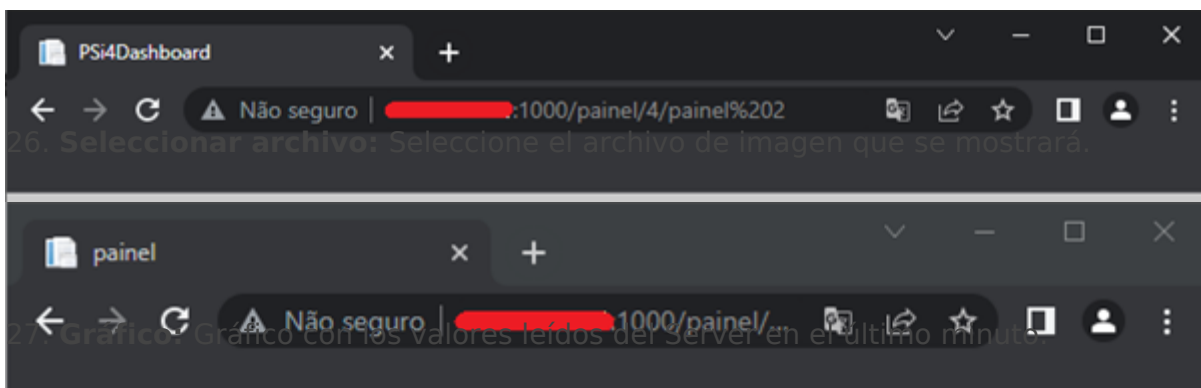 PSi4Dashboard
Não seguro :1000/painel/4/painel%202
26. Seleccionar archivo: Seleccione el archivo de imagen que se mostrará.
painel
Não seguro :1000/painel/...
27. Gráfico: Gráfico con los valores leídos del Server en el último minuto.